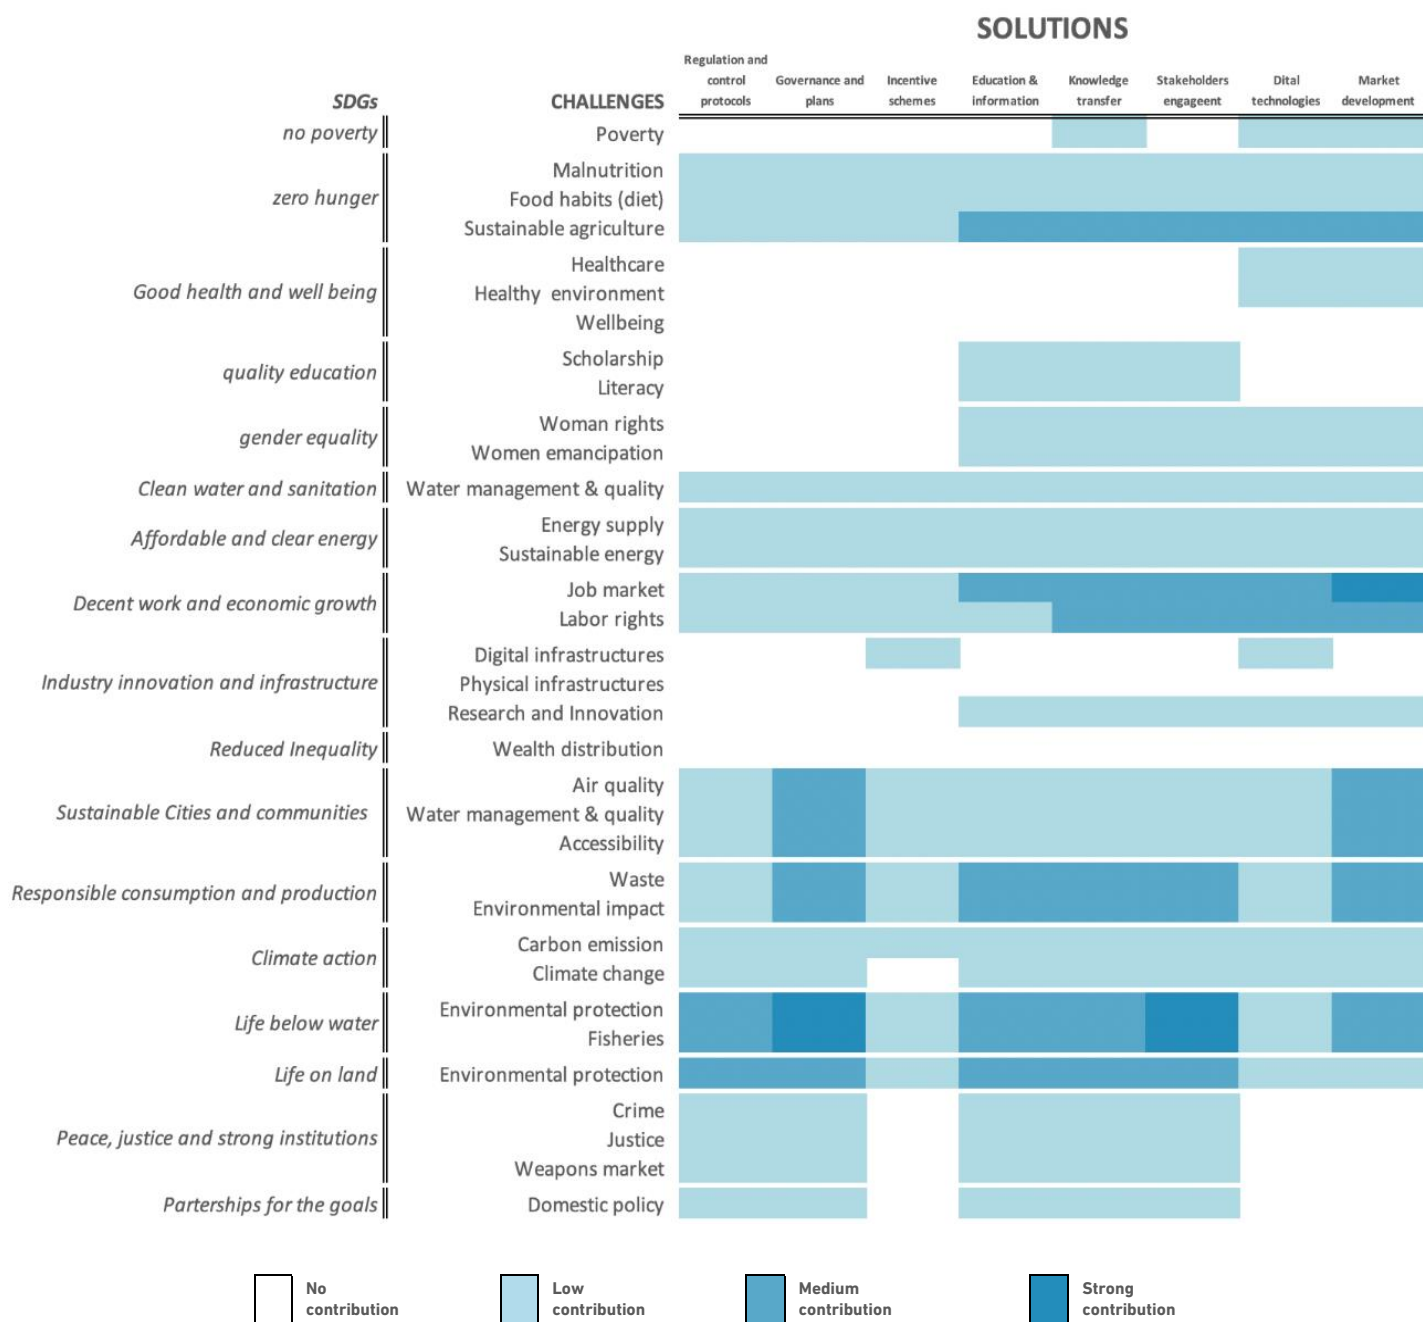 SOLUTIONS
Regulation and
control
protocols
Governance and
plans
Incentive
schemes
Education &
information
Knowledge
transfer
Stakeholders
engageent
Dital
technologies
Market
development
SDGs
CHALLENGES
no poverty
Poverty
zero hunger
Malnutrition
Food habits (diet)
Sustainable agriculture
Good health and well being
Healthcare
Healthy environment
Wellbeing
quality education
Scholarship
Literacy
gender equality
Woman rights
Women emancipation
Clean water and sanitation
Water management & quality
Affordable and clear energy
Energy supply
Sustainable energy
Decent work and economic growth
Job market
Labor rights
Industry innovation and infrastructure
Digital infrastructures
Physical infrastructures
Research and Innovation
Reduced Inequality
Wealth distribution
Sustainable Cities and communities
Air quality
Water management & quality
Accessibility
Responsible consumption and production
Waste
Environmental impact
Climate action
Carbon emission
Climate change
Life below water
Environmental protection
Fisheries
Life on land
Environmental protection
Peace, justice and strong institutions
Crime
Justice
Weapons market
Parterships for the goals
Domestic policy
No
contribution
Low
contribution
Medium
contribution
Strong
contribution